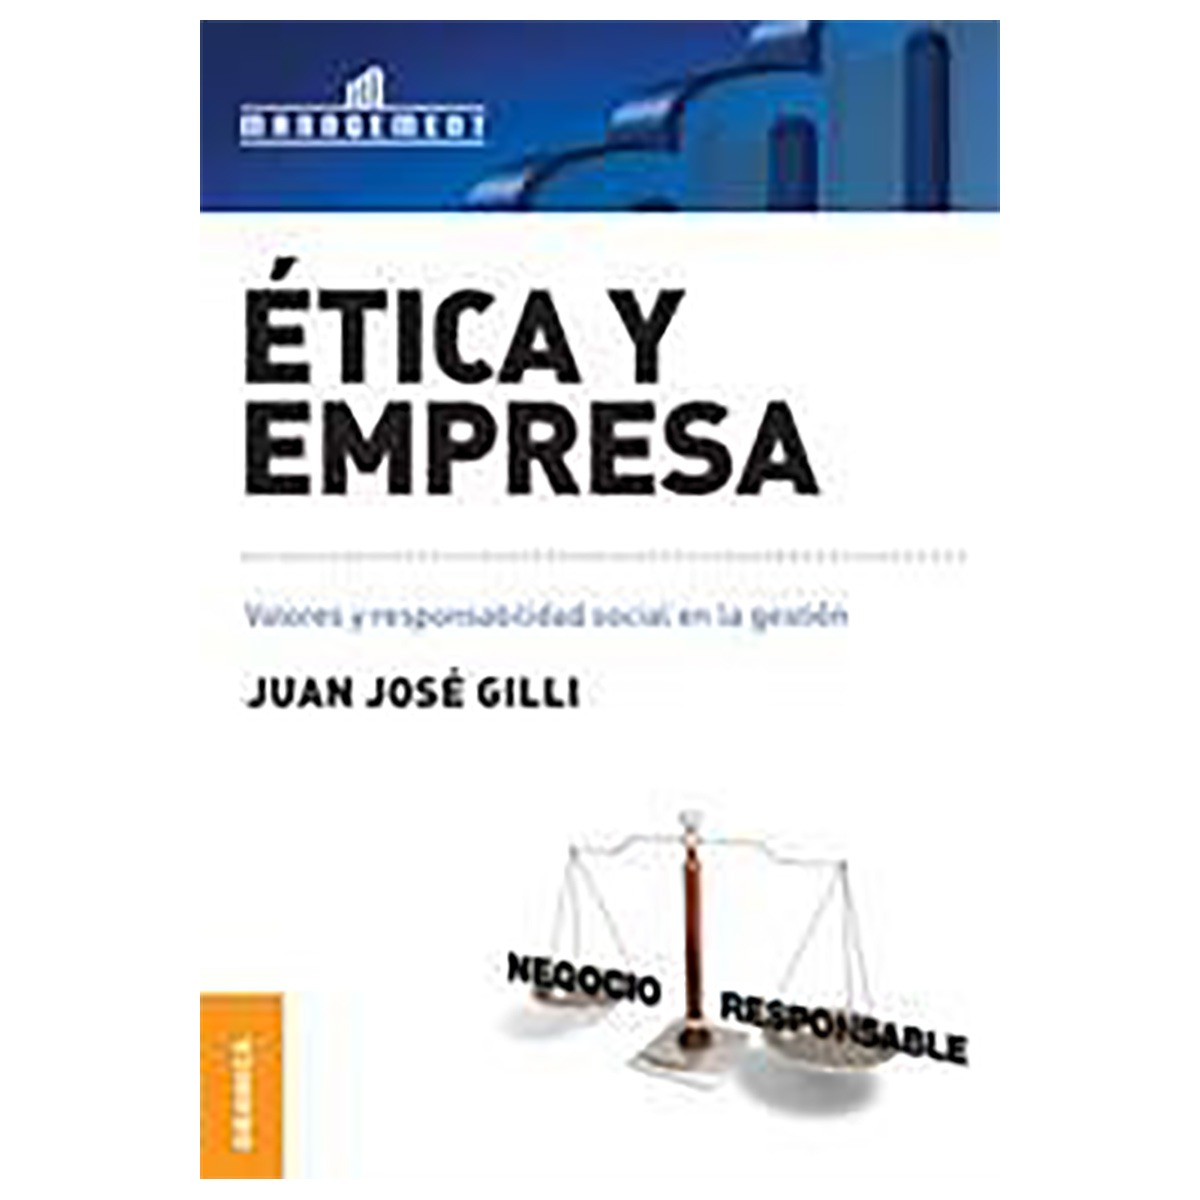 MANAGEMENT
ÉTICA Y
EMPRESA
Valores y responsabilidad social en la gestión
JUAN JOSÉ GILLI
NEGOCIO
RESPONSABLE
GRANICA